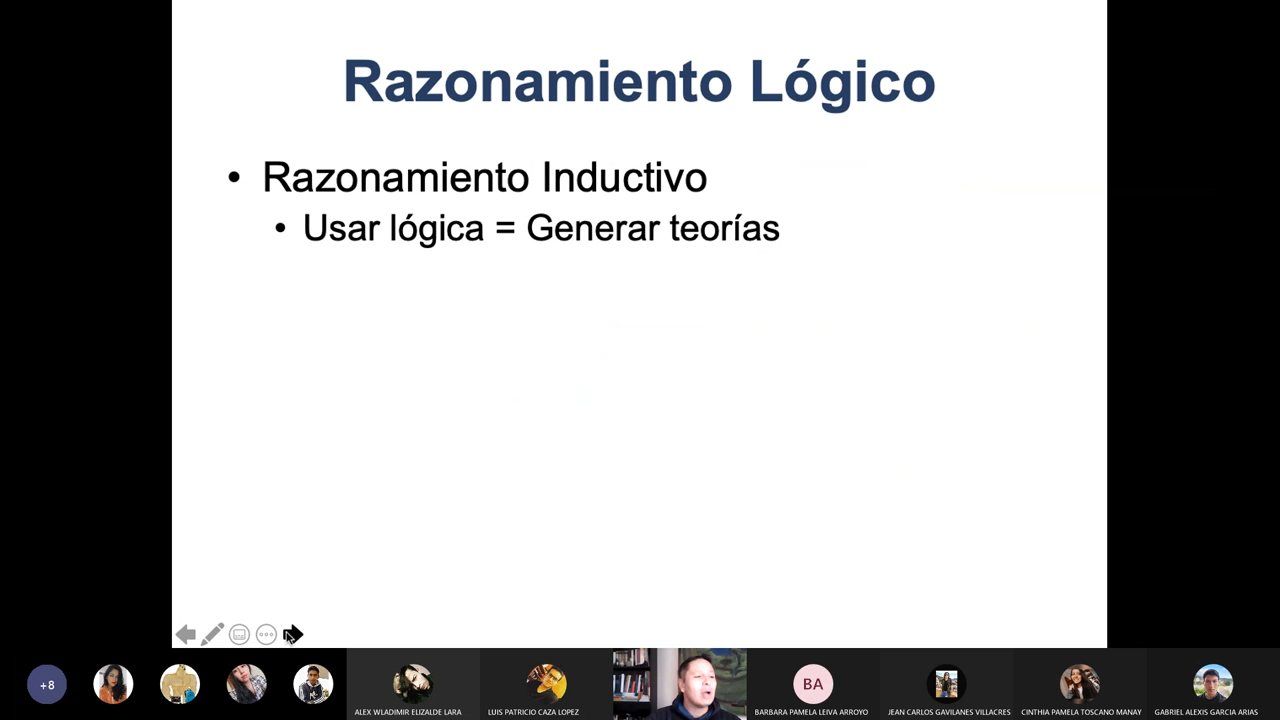 Razonamiento Lógico
• Razonamiento Inductivo
• Usar lógica = Generar teorías
+8
ALEX WLADIMIR ELIZALDE LARA
LUIS PATRICIO CAZA LOPEZ
BA
BARBARA PAMELA LEIVA ARROYO
JEAN CARLOS GAVILANES VILLACRES
CINTHIA PAMELA TOSCANO MANAY
GABRIEL ALEXIS GARCIA ARIAS